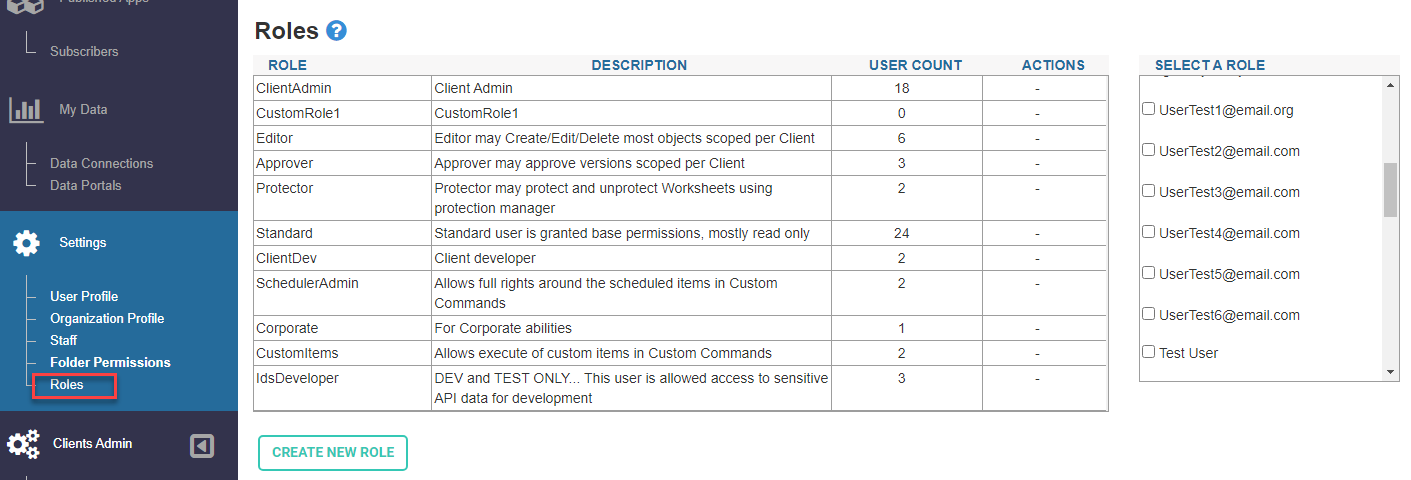 Published Apps
Subscribers
My Data
Data Connections
Data Portals
Settings
User Profile
Organization Profile
Staff
Folder Permissions
Roles
Clients Admin
Roles ?
ROLE DESCRIPTION USER COUNT ACTIONS
ClientAdmin Client Admin 18 -
CustomRole1 CustomRole1 0 -
Editor Editor may Create/Edit/Delete most objects scoped per Client 6 -
Approver Approver may approve versions scoped per Client 3 -
Protector Protector may protect and unprotect Worksheets using 2 -
protection manager
Standard Standard user is granted base permissions, mostly read only 24 -
ClientDev Client developer 2 -
SchedulerAdmin Allows full rights around the scheduled items in Custom 2 -
Commands
Corporate For Corporate abilities 1 -
CustomItems Allows execute of custom items in Custom Commands 2 -
IdsDeveloper DEV and TEST ONLY... This user is allowed access to sensitive 3 -
API data for development
CREATE NEW ROLE
SELECT A ROLE
UserTest1@email.org
UserTest2@email.com
UserTest3@email.com
UserTest4@email.com
UserTest5@email.com
UserTest6@email.com
Test User